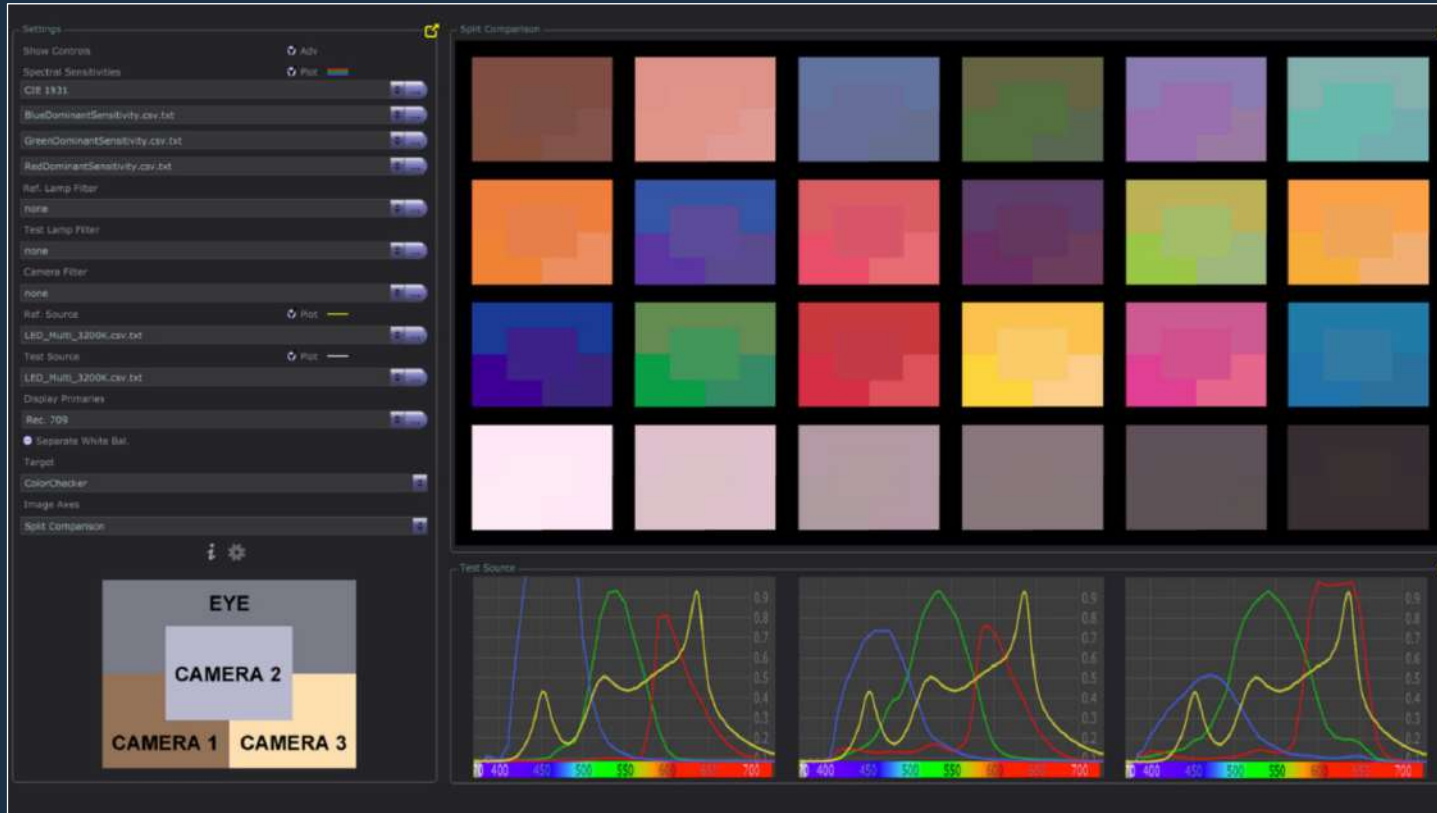 Settings
Show Controls Adv
Spectral Sensitivities Plot
CIE 1931
BlueDominantSensitivity.csv.txt
GreenDominantSensitivity.csv.txt
RedDominantSensitivity.csv.txt
Ref. Lamp Filter
none
Test Lamp Filter
none
Camera Filter
none
Ref. Source Plot
LED_Multi_3200K.csv.txt
Test Source Plot
LED_Multi_3200K.csv.txt
Display Primaries
Rec. 709
Separate White Bal.
Target
ColorChecker
Image Axes
Split Comparison
i
EYE
CAMERA 2
CAMERA 1 CAMERA 3
Split Comparison
Test Source
0.9 0.9 0.9
0.8 0.8 0.8
0.7 0.7 0.7
0.6 0.6 0.6
0.5 0.5 0.5
0.4 0.4 0.4
0.3 0.3 0.3
0.2 0.2 0.2
400 450 500 550 600 700 400 450 500 550 600 700 400 450 500 550 600 700